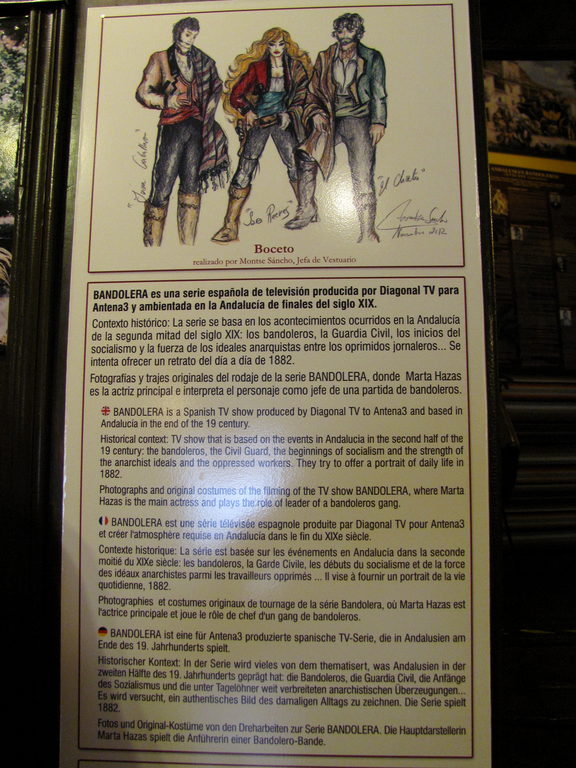 "El Chato"
Noviembre 2012
Boceto
realizado por Montse Sáncho, Jefa de Vestuario
BANDOLERA es una serie española de televisión producida por Diagonal TV para
Antena3 y ambientada en la Andalucía de finales del siglo XIX.
Contexto histórico: La serie se basa en los acontecimientos ocurridos en la Andalucía
de la segunda mitad del siglo XIX: los bandoleros, la Guardia Civil, los inicios del
socialismo y la fuerza de los ideales anarquistas entre los oprimidos jornaleros... Se
intenta ofrecer un retrato del día a día de 1882.
Fotografías y trajes originales del rodaje de la serie BANDOLERA, donde Marta Hazas
es la actriz principal e interpreta el personaje como jefe de una partida de bandoleros.
BANDOLERA is a Spanish TV show produced by Diagonal TV to Antena3 and based in
Andalucía in the end of the 19 century.
Historical context: TV show that is based on the events in Andalucia in the second half of the
19 century: the bandoleros, the Civil Guard, the beginnings of socialism and the strength of
the anarchist ideals and the oppressed workers. They try to offer a portrait of daily life in
1882.
Photographs and original costumes of the filming of the TV show BANDOLERA, where Marta
Hazas is the main actress and plays the role of leader of a bandoleros gang.
BANDOLERA est une série télévisée espagnole produite par Diagonal TV pour Antena3
et créer l'atmosphère requise en Andalucía dans le fin du XIXe siècle.
Contexte historique: La série est basée sur les événements en Andalucia dans la seconde
moitié du XIXe siècle: les bandoleros, la Garde Civile, les débuts du socialisme et de la force
des idéaux anarchistes parmi les travailleurs opprimés ... Il vise à fournir un portrait de la vie
quotidienne, 1882.
Photographies et costumes originaux de tournage de la série Bandolera, où Marta Hazas est
l'actrice principale et joue le rôle de chef d'un gang de bandoleros.
BANDOLERA ist eine für Antena3 produzierte spanische TV-Serie, die in Andalusien am
Ende des 19. Jahrhunderts spielt.
Historischer Kontext: In der Serie wird vieles von dem thematisert, was Andalusien in der
zweiten Hälfte des 19. Jahrhunderts geprägt hat: die Bandoleros, die Guardia Civil, die Anfänge
des Sozialismus und die unter Tagelöhner weit verbreiteten anarchistischen Überzeugungen...
Es wird versucht, ein authentisches Bild des damaligen Alltags zu zeichnen. Die Serie spielt
1882.
Fotos und Original-Kostüme von den Dreharbeiten zur Serie BANDOLERA. Die Hauptdarstellerin
Marta Hazas spielt die Anführerin einer Bandolero-Bande.